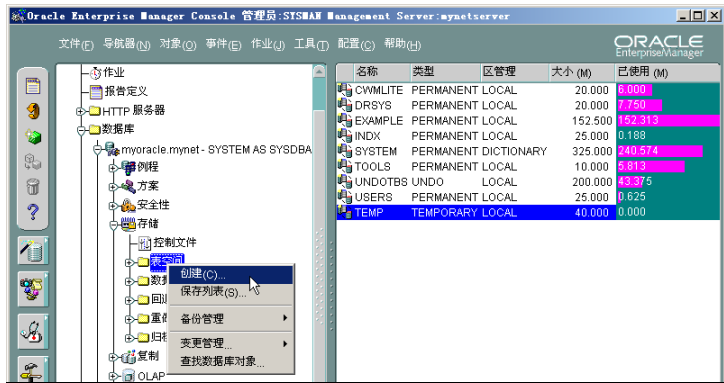 Oracle Enterprise Manager Console 管理员:SYSMAN Management Server:mynetserver
文件(F) 导航器(N) 对象(O) 事件(E) 作业(J) 工具(T) 配置(C) 帮助(H)
ORACLE
EnterpriseManager
作业
报告定义
HTTP 服务器
数据库
myoracle.mynet - SYSTEM AS SYSDBA
例程
方案
安全性
存储
控制文件
表空间
复制
OLAP
创建(C)...
保存列表(S)...
备份管理
变更管理...
查找数据库对象...
名称 类型 区管理 大小 (M) 已使用 (M)
CWMLITE PERMANENT LOCAL 20.000 6.000
DRSYS PERMANENT LOCAL 20.000 7.750
EXAMPLE PERMANENT LOCAL 152.500 152.313
INDX PERMANENT LOCAL 25.000 0.188
SYSTEM PERMANENT DICTIONARY 325.000 240.574
TOOLS PERMANENT LOCAL 10.000 5.813
UNDOTBS UNDO LOCAL 200.000 43.375
USERS PERMANENT LOCAL 25.000 0.625
TEMP TEMPORARY LOCAL 40.000 0.000